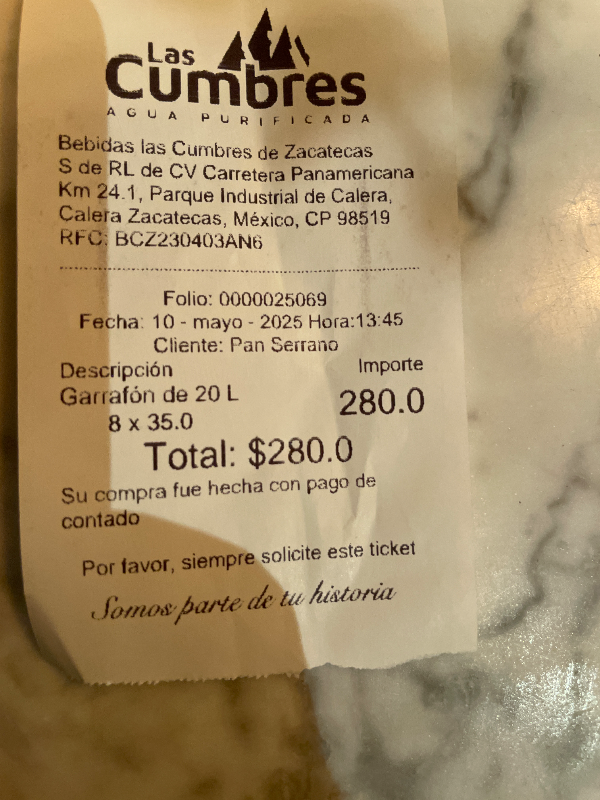 Las
Cumbres
AGUA PURIFICADA
Bebidas las Cumbres de Zacatecas
S de RL de CV Carretera Panamericana
Km 24.1, Parque Industrial de Calera,
Calera Zacatecas, México, CP 98519
RFC: BCZ230403AN6
Folio: 0000025069
Fecha: 10 - mayo - 2025 Hora:13:45
Cliente: Pan Serrano
Descripción Importe
Garrafón de 20 L 280.0
8 x 35.0
Total: $280.0
Su compra fue hecha con pago de
contado
Por favor, siempre solicite este ticket
Somos parte de tu historia